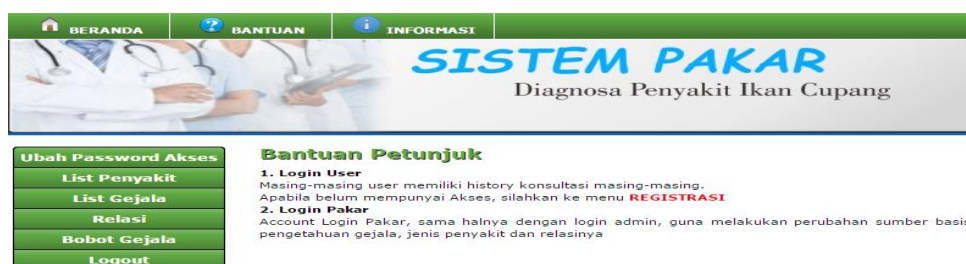 BERANDA BANTUAN INFORMASI
SISTEM PAKAR
Diagnosa Penyakit Ikan Cupang
Ubah Password Akses
List Penyakit
List Gejala
Relasi
Bobot Gejala
Logout
Bantuan Petunjuk
1. Login User
Masing-masing user memiliki history konsultasi masing-masing.
Apabila belum mempunyai Akses, silahkan ke menu REGISTRASI
2. Login Pakar
Account Login Pakar, sama halnya dengan login admin, guna melakukan perubahan sumber basis
pengetahuan gejala, jenis penyakit dan relasinya